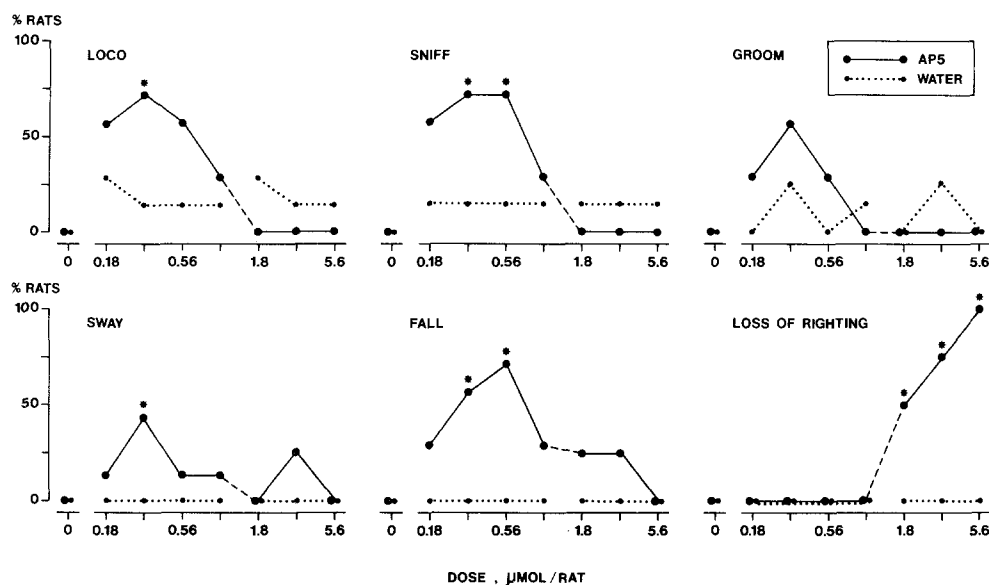 % RATS
100
50
0
LOCO
SNIFF
GROOM
AP5
WATER
*
* *
0 0.18 0.56 1.8 5.6
0 0.18 0.56 1.8 5.6
0 0.18 0.56 1.8 5.6
% RATS
100
50
0
SWAY
FALL
LOSS OF RIGHTING
*
* *
* * *
0 0.18 0.56 1.8 5.6
0 0.18 0.56 1.8 5.6
0 0.18 0.56 1.8 5.6
DOSE , µMOL / RAT